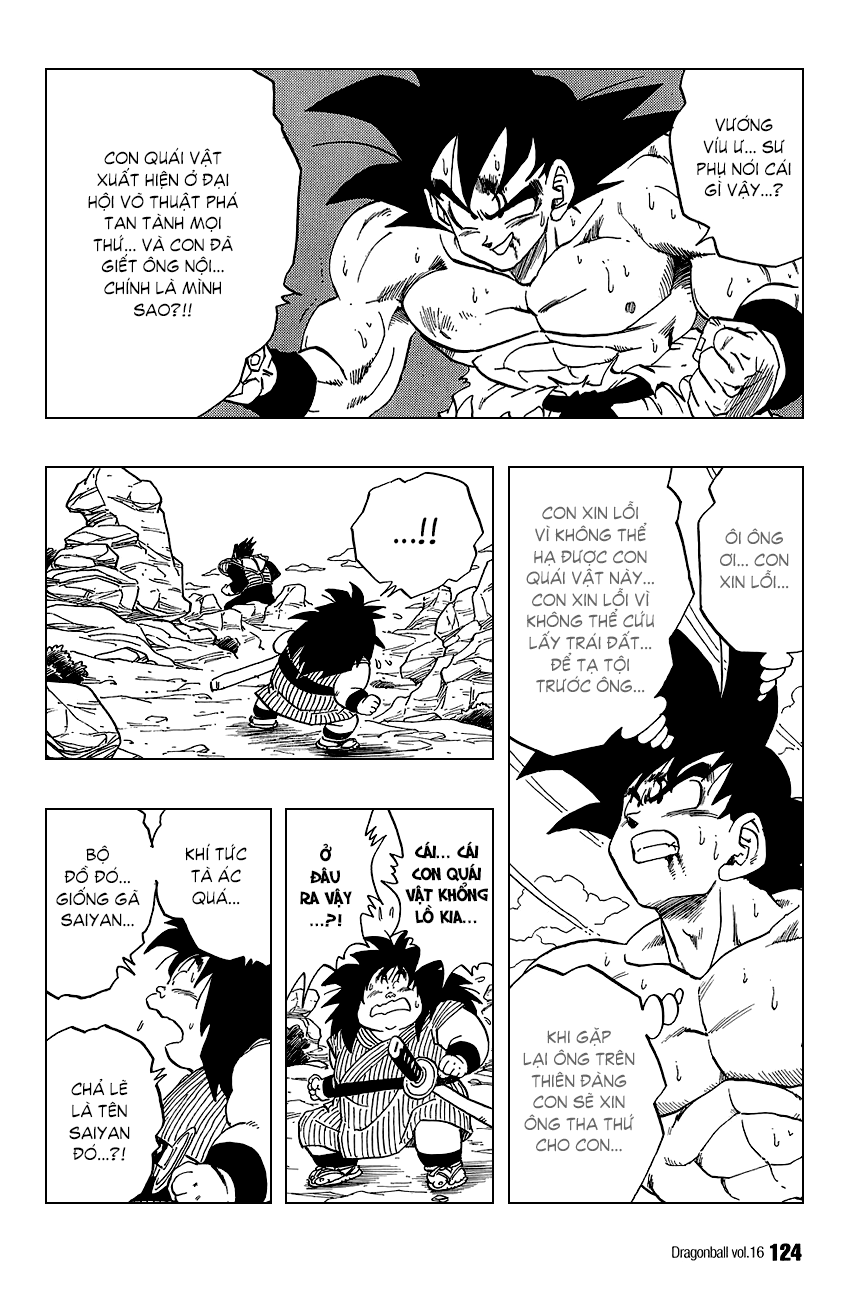 VƯỚNG
VÍU Ư... SƯ
PHỤ NÓI CÁI
GÌ VẬY...?
CON QUÁI VẬT
XUẤT HIỆN Ở ĐẠI
HỘI VÕ THUẬT PHÁ
TAN TÀNH MỌI
THỨ... VÀ CON ĐÃ
GIẾT ÔNG NỘI...
CHÍNH LÀ MÌNH
SAO?!!
ÔI ÔNG
ƠI... CON
XIN LỖI...
CON XIN LỖI
VÌ KHÔNG THỂ
HẠ ĐƯỢC CON
QUÁI VẬT NÀY...
CON XIN LỖI VÌ
KHÔNG THỂ CỨU
LẤY TRÁI ĐẤT...
ĐỂ TẠ TỘI
TRƯỚC ÔNG...
KHI GẶP
LẠI ÔNG TRÊN
THIÊN ĐÀNG
CON SẼ XIN
ÔNG THA THỨ
CHO CON...
...!!
CÁI... CÁI
CON QUÁI
VẬT KHỔNG
LỒ KIA...
Ở
ĐÂU
RA VẬY
...?!
KHÍ TỨC
TÀ ÁC
QUÁ...
BỘ
ĐỒ ĐÓ...
GIỐNG GÃ
SAIYAN...
CHẢ LẼ
LÀ TÊN
SAIYAN
ĐÓ...?!
Dragonball vol.16 124